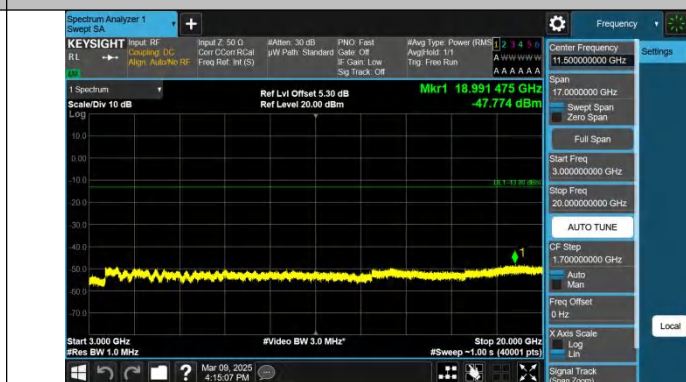 Spectrum Analyzer 1
Swept SA
Frequency
KEYSIGHT
RL
Input: RF
Coupling: DC
Align: Auto/No RF
Input Z: 50 Ω
Corr CCorr RCal
Freq Ref: Int (S)
#Atten: 30 dB
µW Path: Standard
PNO: Fast
Gate: Off
IF Gain: Low
Sig Track: Off
#Avg Type: Power (RMS)
Avg|Hold: 1/1
Trig: Free Run
1 2 3 4 5 6
A W W W W W
A A A A A A
1 Spectrum
Scale/Div 10 dB
Log
Ref Lvl Offset 5.30 dB
Ref Level 20.00 dBm
Mkr1 18.991 475 GHz
-47.774 dBm
10.0
0.00
-10.0
-20.0
-30.0
-40.0
-50.0
-60.0
-70.0
1
Start 3.000 GHz
#Res BW 1.0 MHz
#Video BW 3.0 MHz*
Stop 20.000 GHz
#Sweep ~1.00 s (40001 pts)
Mar 09, 2025
4:15:07 PM
Center Frequency
11.500000000 GHz
Span
17.0000000 GHz
Swept Span
Zero Span
Full Span
Start Freq
3.000000000 GHz
Stop Freq
20.000000000 GHz
AUTO TUNE
CF Step
1.700000000 GHz
Auto
Man
Freq Offset
0 Hz
X Axis Scale
Log
Lin
Signal Track
(Span Zoom)
Settings
Local